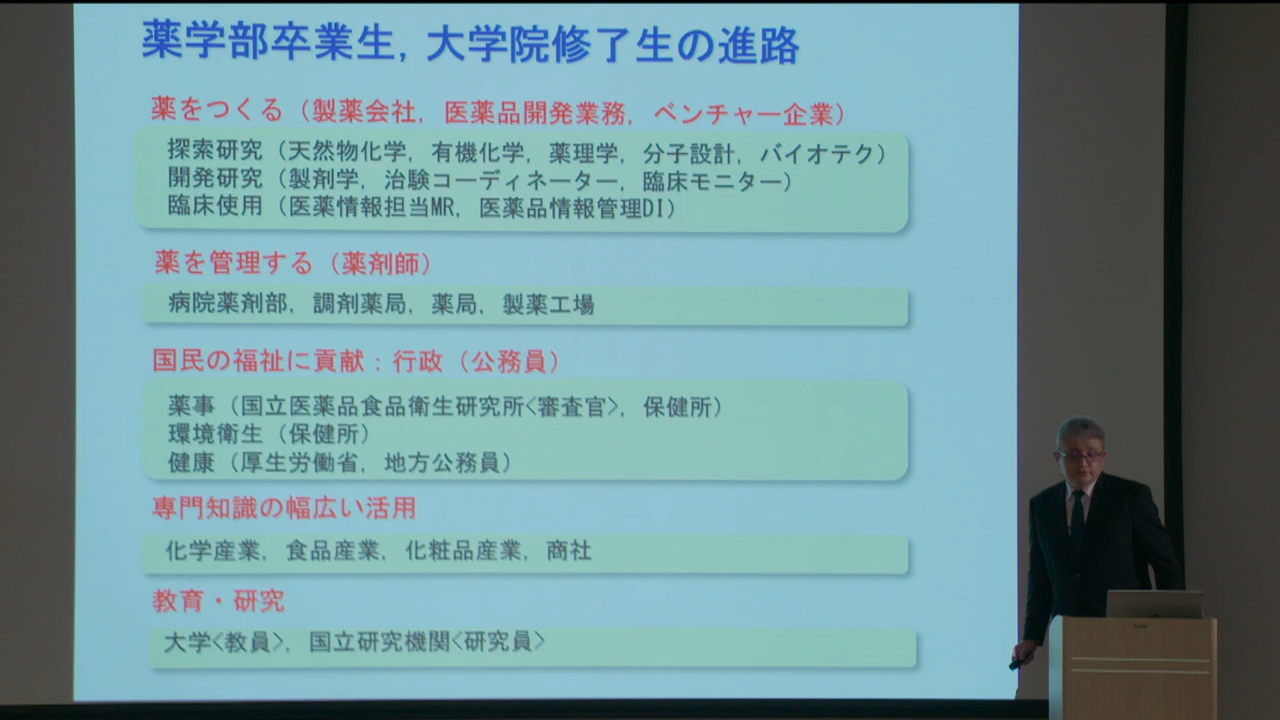 薬学部卒業生，大学院修了生の進路
薬をつくる（製薬会社，医薬品開発業務，ベンチャー企業）
探索研究（天然物化学，有機化学，薬理学，分子設計，バイオテク）
開発研究（製剤学，治験コーディネーター，臨床モニター）
臨床使用（医薬情報担当MR，医薬品情報管理DI）
薬を管理する（薬剤師）
病院薬剤部，調剤薬局，薬局，製薬工場
国民の福祉に貢献：行政（公務員）
薬事（国立医薬品食品衛生研究所<審査官>，保健所）
環境衛生（保健所）
健康（厚生労働省，地方公務員）
専門知識の幅広い活用
化学産業，食品産業，化粧品産業，商社
教育・研究
大学<教員>，国立研究機関<研究員>